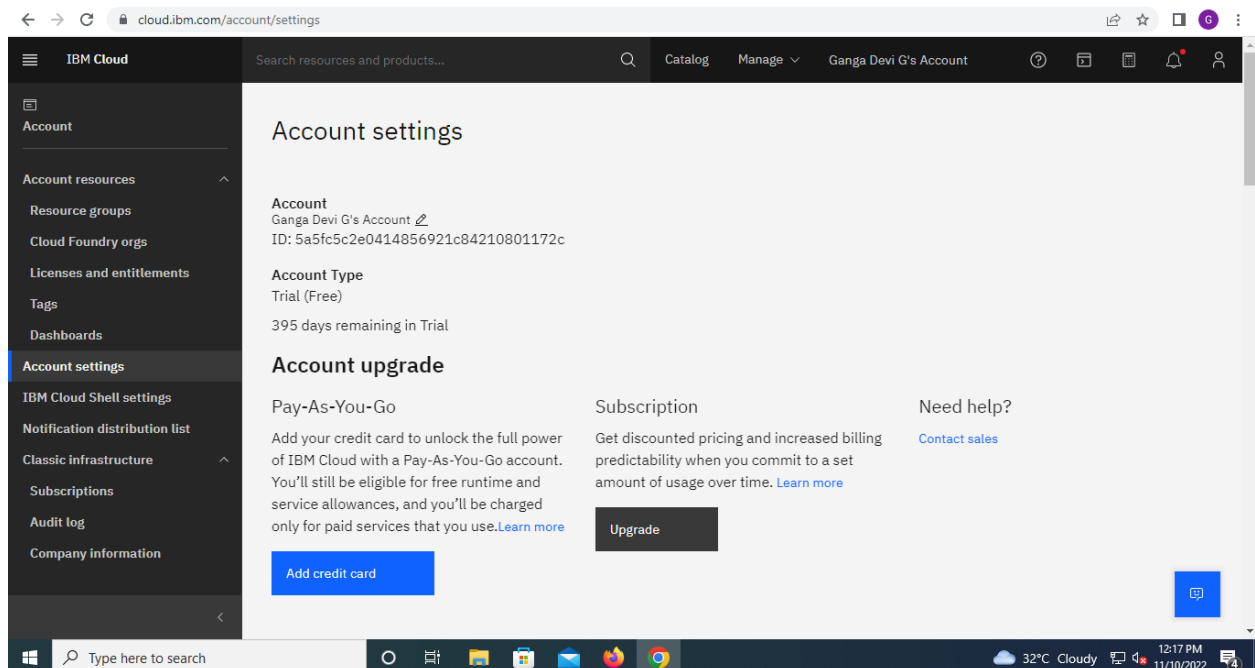 cloud.ibm.com/account/settings
G
IBM Cloud
Search resources and products...
Catalog
Manage
Ganga Devi G's Account
Account
Account resources
Resource groups
Cloud Foundry orgs
Licenses and entitlements
Tags
Dashboards
Account settings
IBM Cloud Shell settings
Notification distribution list
Classic infrastructure
Subscriptions
Audit log
Company information
Account settings
Account
Ganga Devi G's Account
ID: 5a5fc5c2e0414856921c84210801172c
Account Type
Trial (Free)
395 days remaining in Trial
Account upgrade
Pay-As-You-Go
Add your credit card to unlock the full power
of IBM Cloud with a Pay-As-You-Go account.
You’ll still be eligible for free runtime and
service allowances, and you’ll be charged
only for paid services that you use.Learn more
Add credit card
Subscription
Get discounted pricing and increased billing
predictability when you commit to a set
amount of usage over time. Learn more
Upgrade
Need help?
Contact sales
Type here to search
32°C Cloudy
12:17 PM
11/10/2022
4